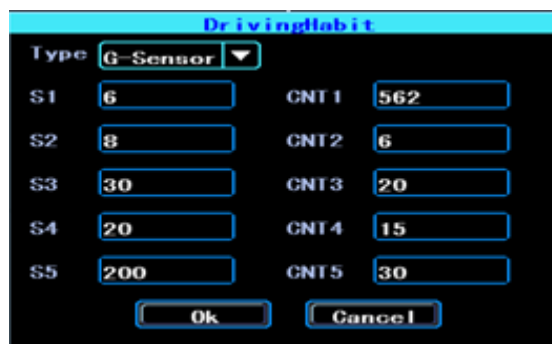 DrivingHabit
Type G-Sensor
S1 6 CNT1 562
S2 8 CNT2 6
S3 30 CNT3 20
S4 20 CNT4 15
S5 200 CNT5 30
Ok Cancel